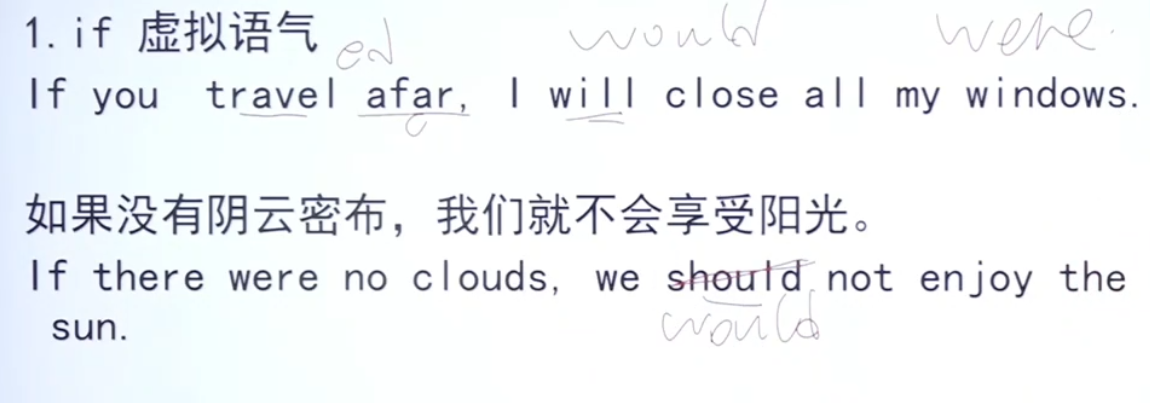 1. if 虚拟语气
ed would were.
If you travel afar, I will close all my windows.
如果没有阴云密布，我们就不会享受阳光。
If there were no clouds, we should not enjoy the
sun.
would